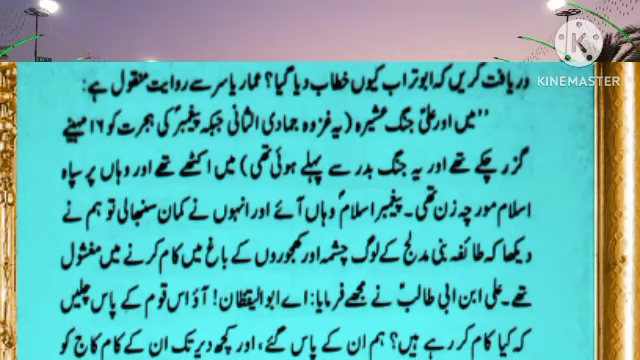 KINEMASTER
دریافت کریں کہ ابو تراب کیوں خطاب دیا گیا؟ عمار یاسر سے روایت منقول ہے:
"میں اور علیؑ جنگ عشیرہ (یہ غزوہ جمادی الثانی جبکہ پیغمبرؐ کی ہجرت کو ۱۶ مہینے
گزر چکے تھے اور یہ جنگ بدر سے پہلے ہوئی تھی) میں اکٹھے تھے اور وہاں پر سپاہ
اسلام مورچہ زن تھی۔ پیغمبر اسلامؐ وہاں آئے اور انہوں نے کمان سنبھالی تو ہم نے
دیکھا کہ طائفہ بنی مدلج کے لوگ چشمہ اور کھجوروں کے باغ میں کام کرنے میں مشغول
تھے۔ علی ابن ابی طالبؑ نے مجھے فرمایا: اے ابو الیقظان! آؤ اس قوم کے پاس چلیں
کہ کیا کام کر رہے ہیں؟ ہم ان کے پاس گئے، اور کچھ دیر تک ان کے کام کاج کو